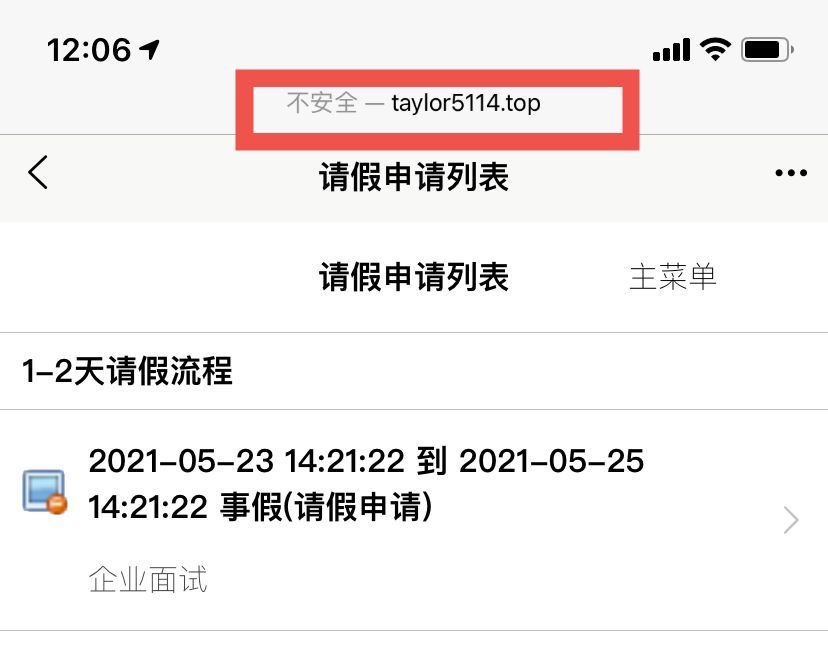 12:06
不安全 — taylor5114.top
请假申请列表
请假申请列表 主菜单
1-2天请假流程
2021-05-23 14:21:22 到 2021-05-25
14:21:22 事假(请假申请)
企业面试